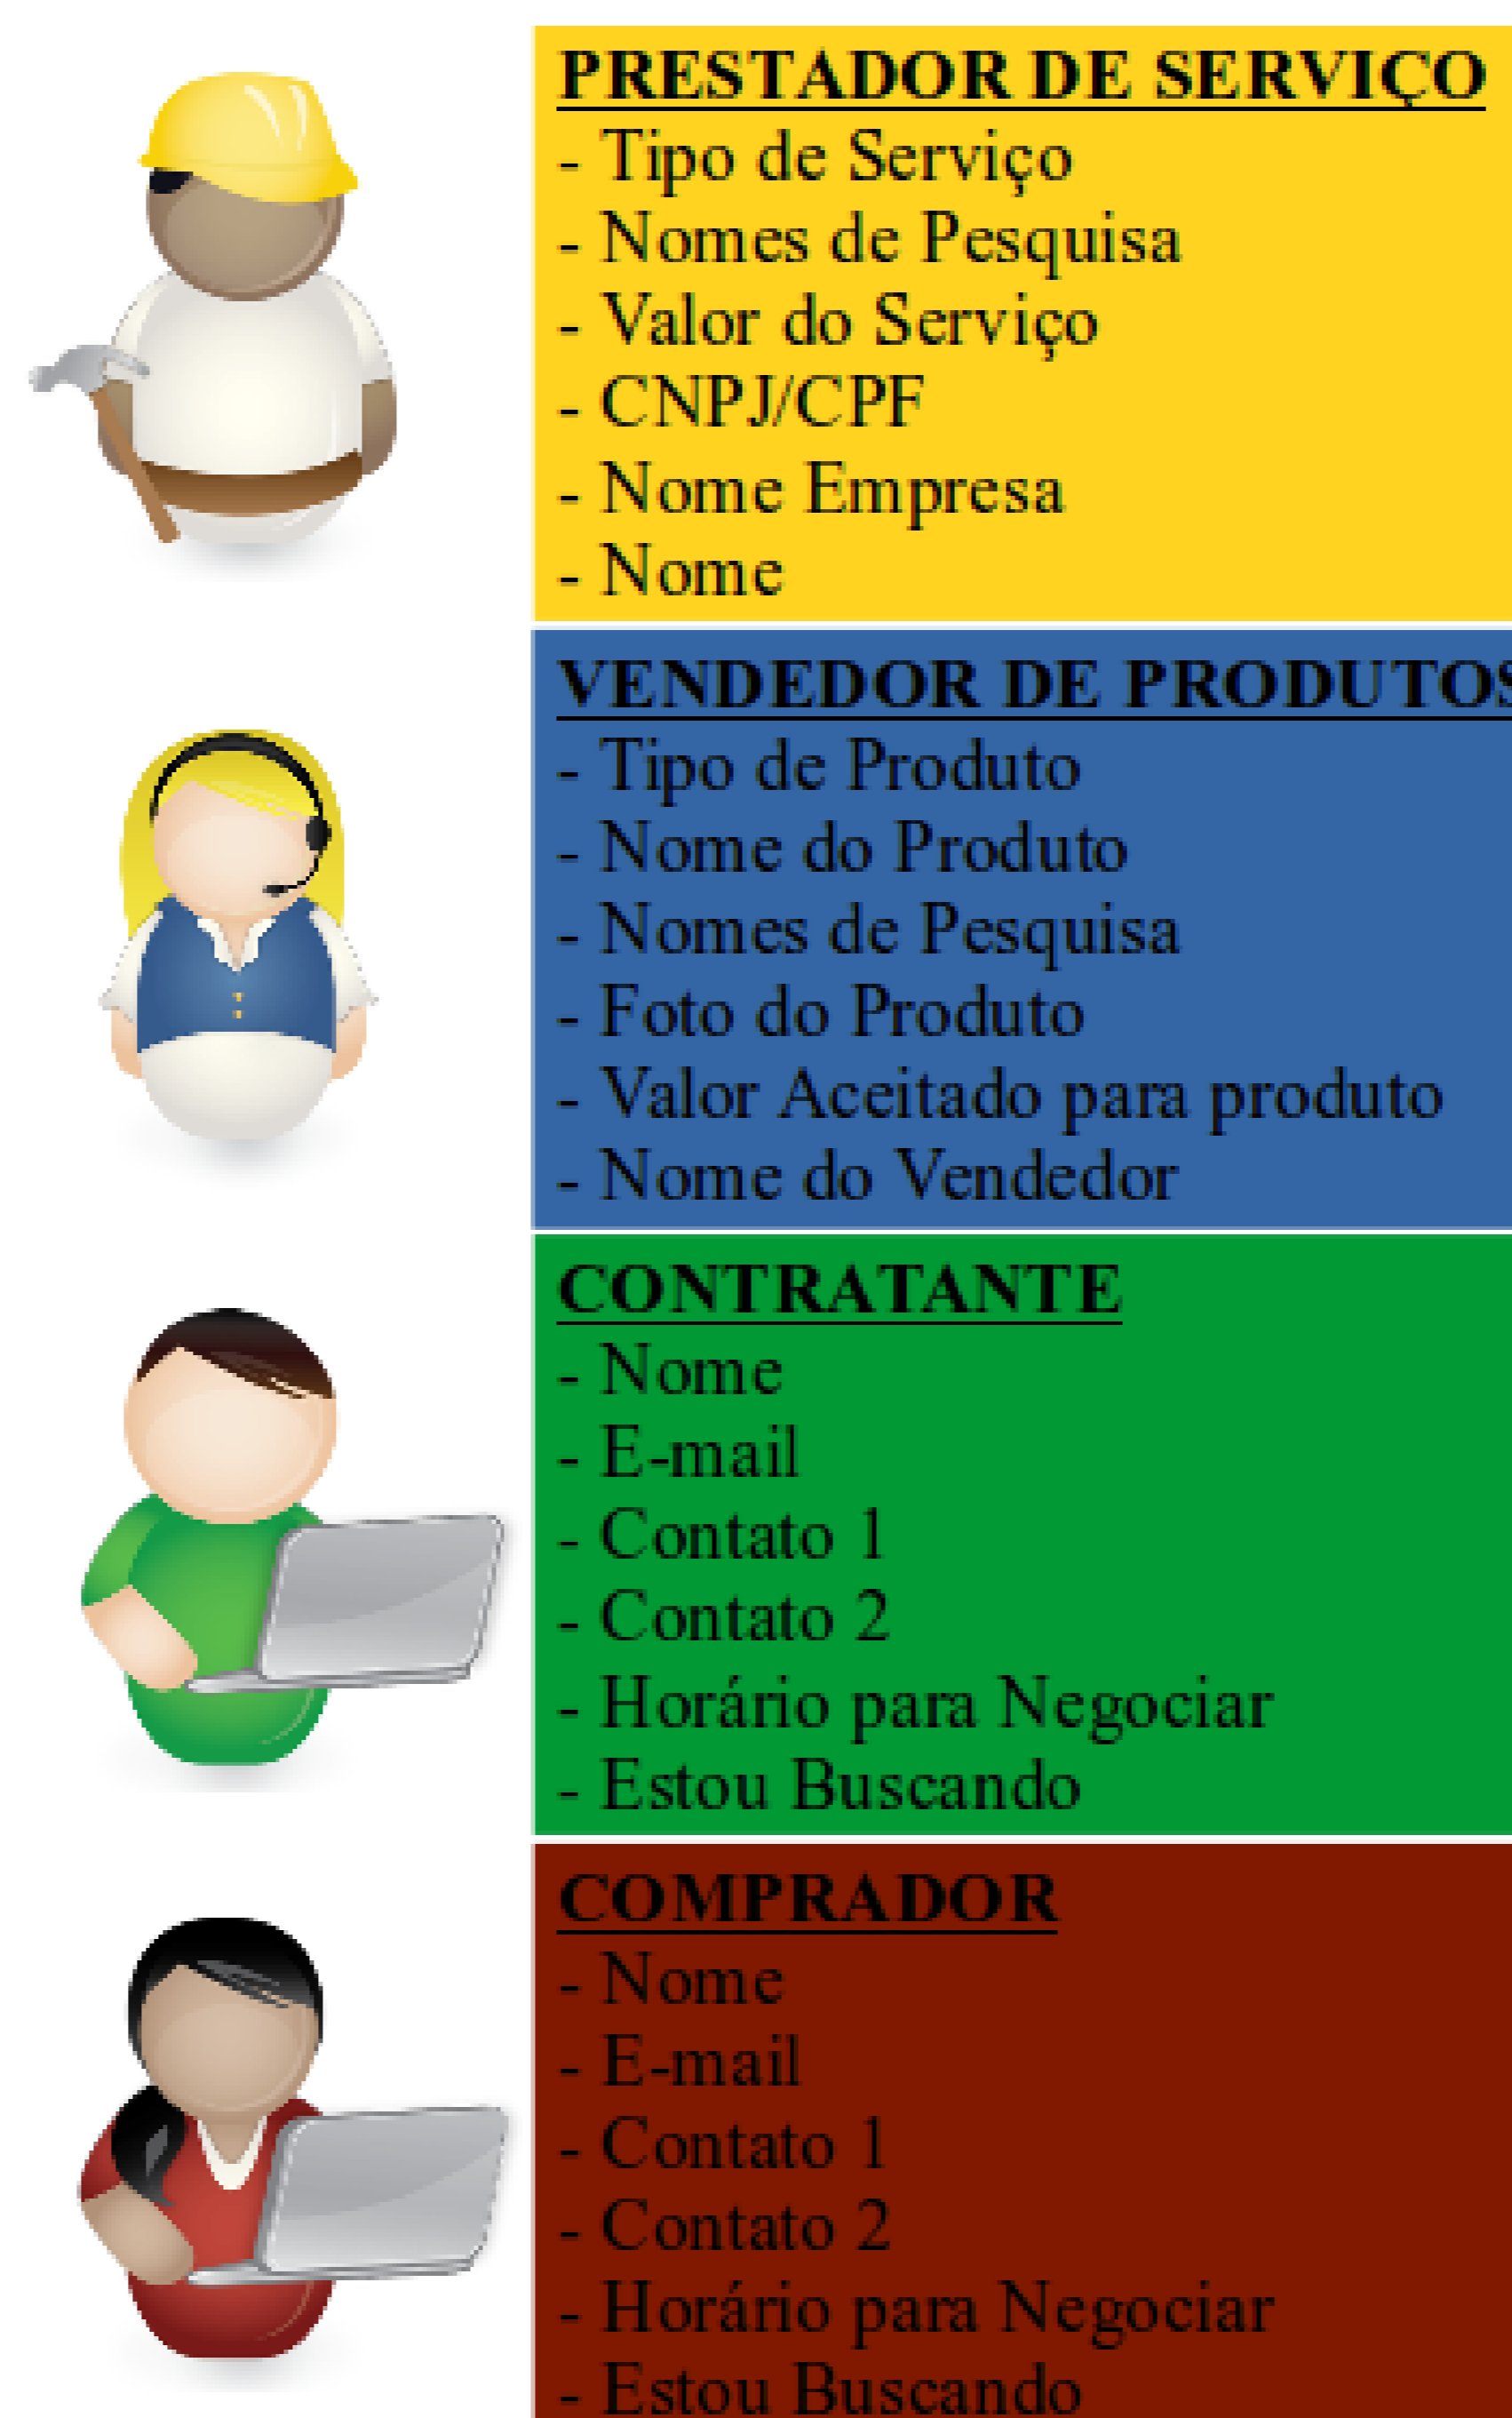 PRESTADOR DE SERVIÇO
- Tipo de Serviço
- Nomes de Pesquisa
- Valor do Serviço
- CNPJ/CPF
- Nome Empresa
- Nome
VENDEDOR DE PRODUTOS
- Tipo de Produto
- Nome do Produto
- Nomes de Pesquisa
- Foto do Produto
- Valor Aceitado para produto
- Nome do Vendedor
CONTRATANTE
- Nome
- E-mail
- Contato 1
- Contato 2
- Horário para Negociar
- Estou Buscando
COMPRADOR
- Nome
- E-mail
- Contato 1
- Contato 2
- Horário para Negociar
- Estou Buscando